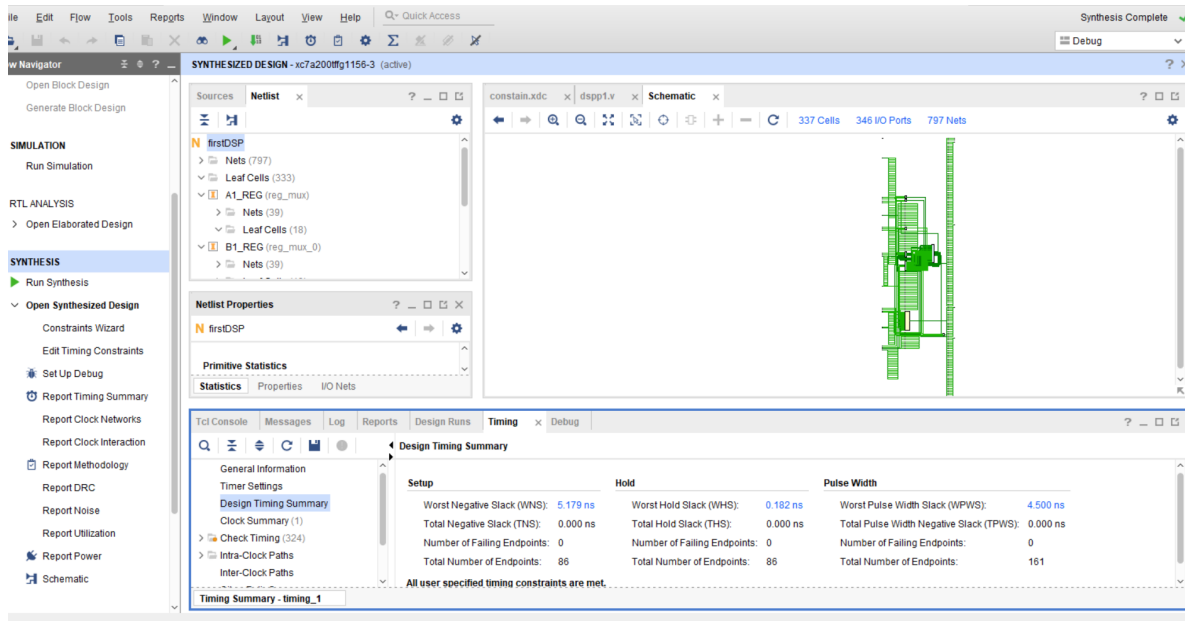 ile Edit Flow Tools Reports Window Layout View Help Quick Access Synthesis Complete
Debug
w Navigator
SYNTHESIZED DESIGN - xc7a200tffg1156-3 (active)
Open Block Design
Generate Block Design
SIMULATION
Run Simulation
RTL ANALYSIS
Open Elaborated Design
SYNTHESIS
Run Synthesis
Open Synthesized Design
Constraints Wizard
Edit Timing Constraints
Set Up Debug
Report Timing Summary
Report Clock Networks
Report Clock Interaction
Report Methodology
Report DRC
Report Noise
Report Utilization
Report Power
Schematic
Sources Netlist
N firstDSP
Nets (797)
Leaf Cells (333)
A1_REG (reg_mux)
Nets (39)
Leaf Cells (18)
B1_REG (reg_mux_0)
Nets (39)
Netlist Properties
N firstDSP
Primitive Statistics
Statistics Properties I/O Nets
constain.xdc dspp1.v Schematic
337 Cells 346 I/O Ports 797 Nets
Tcl Console Messages Log Reports Design Runs Timing Debug
Design Timing Summary
General Information
Timer Settings
Design Timing Summary
Clock Summary (1)
Check Timing (324)
Intra-Clock Paths
Inter-Clock Paths
Setup Hold Pulse Width
Worst Negative Slack (WNS): 5.179 ns Worst Hold Slack (WHS): 0.182 ns Worst Pulse Width Slack (WPWS): 4.500 ns
Total Negative Slack (TNS): 0.000 ns Total Hold Slack (THS): 0.000 ns Total Pulse Width Negative Slack (TPWS): 0.000 ns
Number of Failing Endpoints: 0 Number of Failing Endpoints: 0 Number of Failing Endpoints: 0
Total Number of Endpoints: 86 Total Number of Endpoints: 86 Total Number of Endpoints: 161
All user specified timing constraints are met.
Timing Summary - timing_1